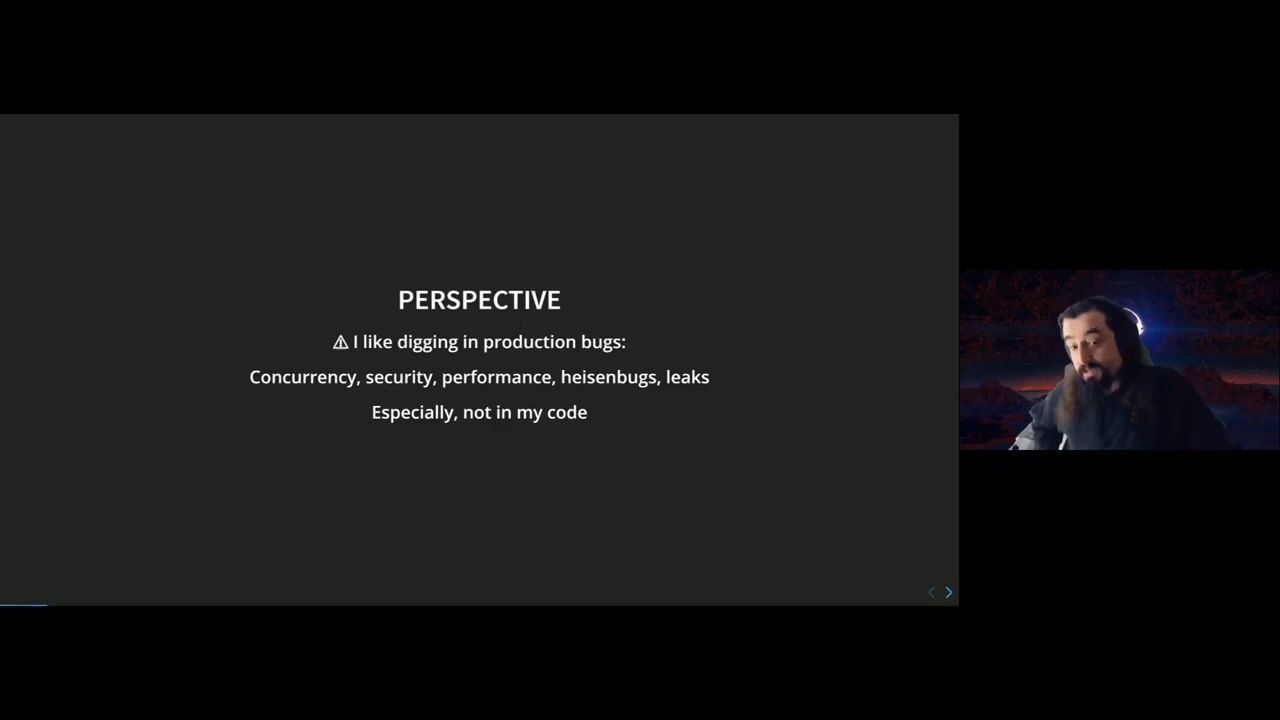 PERSPECTIVE
⚠ I like digging in production bugs:
Concurrency, security, performance, heisenbugs, leaks
Especially, not in my code